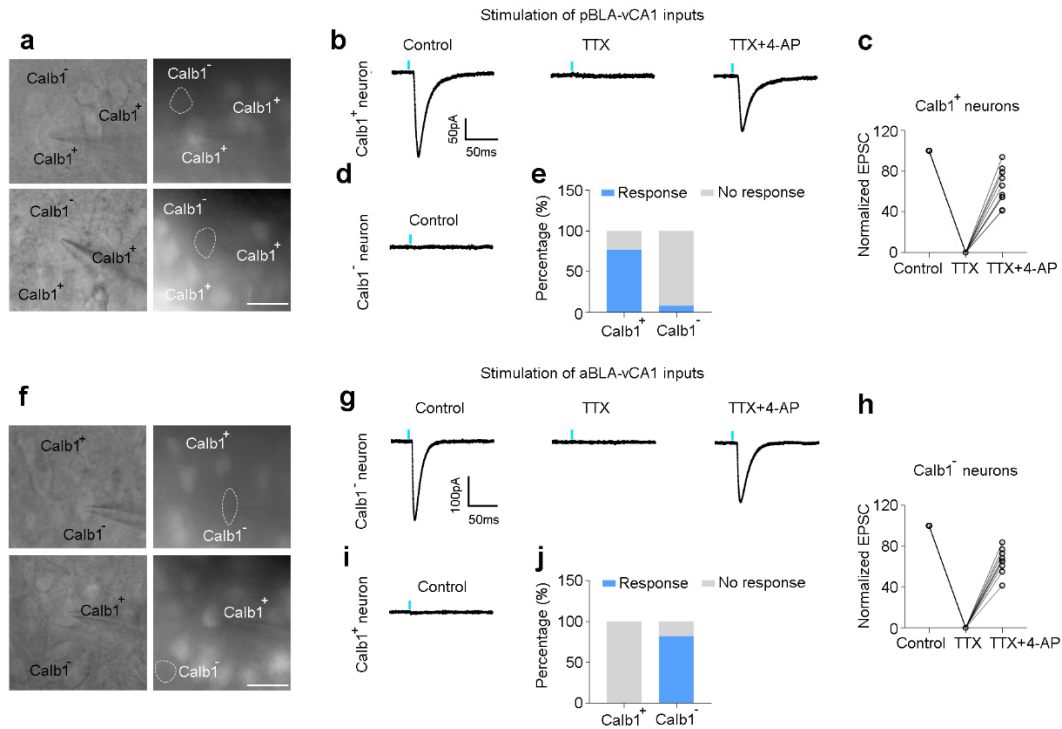 Stimulation of pBLA-vCA1 inputs
a
Calb1-
Calb1+
Calb1+
Calb1-
Calb1+
Calb1+
Calb1-
Calb1+
Calb1+
Calb1-
Calb1+
Calb1+
b
Control
TTX
TTX+4-AP
Calb1+ neuron
50pA
50ms
c
Calb1+ neurons
Normalized EPSC
120
80
40
0
Control TTX TTX+4-AP
d
Control
Calb1- neuron
e
Response No response
Percentage (%)
150
100
50
0
Calb1+ Calb1-
Stimulation of aBLA-vCA1 inputs
f
Calb1+
Calb1-
Calb1+
Calb1-
Calb1+
Calb1-
Calb1+
Calb1-
g
Control
TTX
TTX+4-AP
Calb1- neuron
100pA
50ms
h
Calb1- neurons
Normalized EPSC
120
80
40
0
Control TTX TTX+4-AP
i
Control
Calb1+ neuron
j
Response No response
Percentage (%)
150
100
50
0
Calb1+ Calb1-